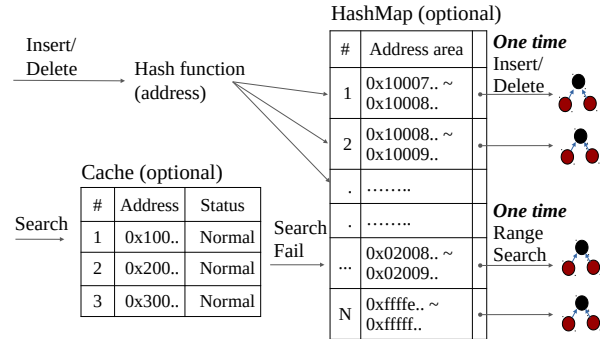 HashMap (optional)
Insert/
Delete
Hash function
(address)
# Address area
1 0x10007.. ~
0x10008..
2 0x10008.. ~
0x10009..
. ........
. ........
... 0x02008.. ~
0x02009..
N 0xffffe.. ~
0xfffff..
One time
Insert/
Delete
One time
Range
Search
Cache (optional)
Search
# Address Status
1 0x100.. Normal
2 0x200.. Normal
3 0x300.. Normal
Search
Fail